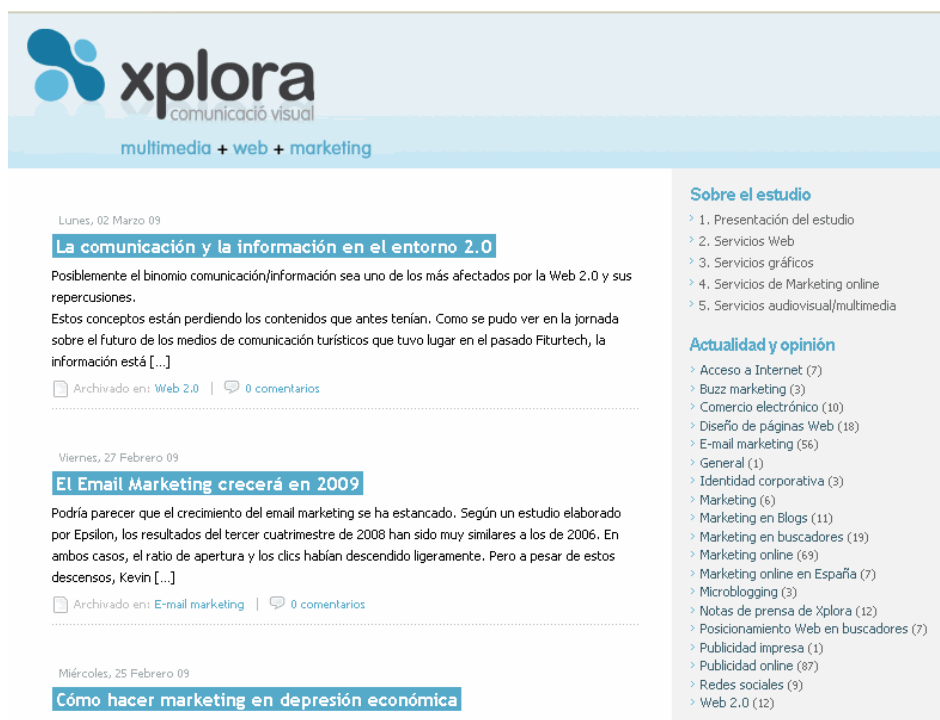 xplora
comunicació visual
multimedia + web + marketing
Lunes, 02 Marzo 09
La comunicación y la información en el entorno 2.0
Posiblemente el binomio comunicación/información sea uno de los más afectados por la Web 2.0 y sus
repercusiones.
Estos conceptos están perdiendo los contenidos que antes tenían. Como se pudo ver en la jornada
sobre el futuro de los medios de comunicación turísticos que tuvo lugar en el pasado Fiturtech, la
información está [...]
Archivado en: Web 2.0 | 0 comentarios
Viernes, 27 Febrero 09
El Email Marketing crecerá en 2009
Podría parecer que el crecimiento del email marketing se ha estancado. Según un estudio elaborado
por Epsilon, los resultados del tercer cuatrimestre de 2008 han sido muy similares a los de 2006. En
ambos casos, el ratio de apertura y los clics habían descendido ligeramente. Pero a pesar de estos
descensos, Kevin [...]
Archivado en: E-mail marketing | 0 comentarios
Miércoles, 25 Febrero 09
Cómo hacer marketing en depresión económica
Sobre el estudio
1. Presentación del estudio
2. Servicios Web
3. Servicios gráficos
4. Servicios de Marketing online
5. Servicios audiovisual/multimedia
Actualidad y opinión
Acceso a Internet (7)
Buzz marketing (3)
Comercio electrónico (10)
Diseño de páginas Web (18)
E-mail marketing (56)
General (1)
Identidad corporativa (3)
Marketing (6)
Marketing en Blogs (11)
Marketing en buscadores (19)
Marketing online (69)
Marketing online en España (7)
Microblogging (3)
Notas de prensa de Xplora (12)
Posicionamiento Web en buscadores (7)
Publicidad impresa (1)
Publicidad online (87)
Redes sociales (9)
Web 2.0 (12)